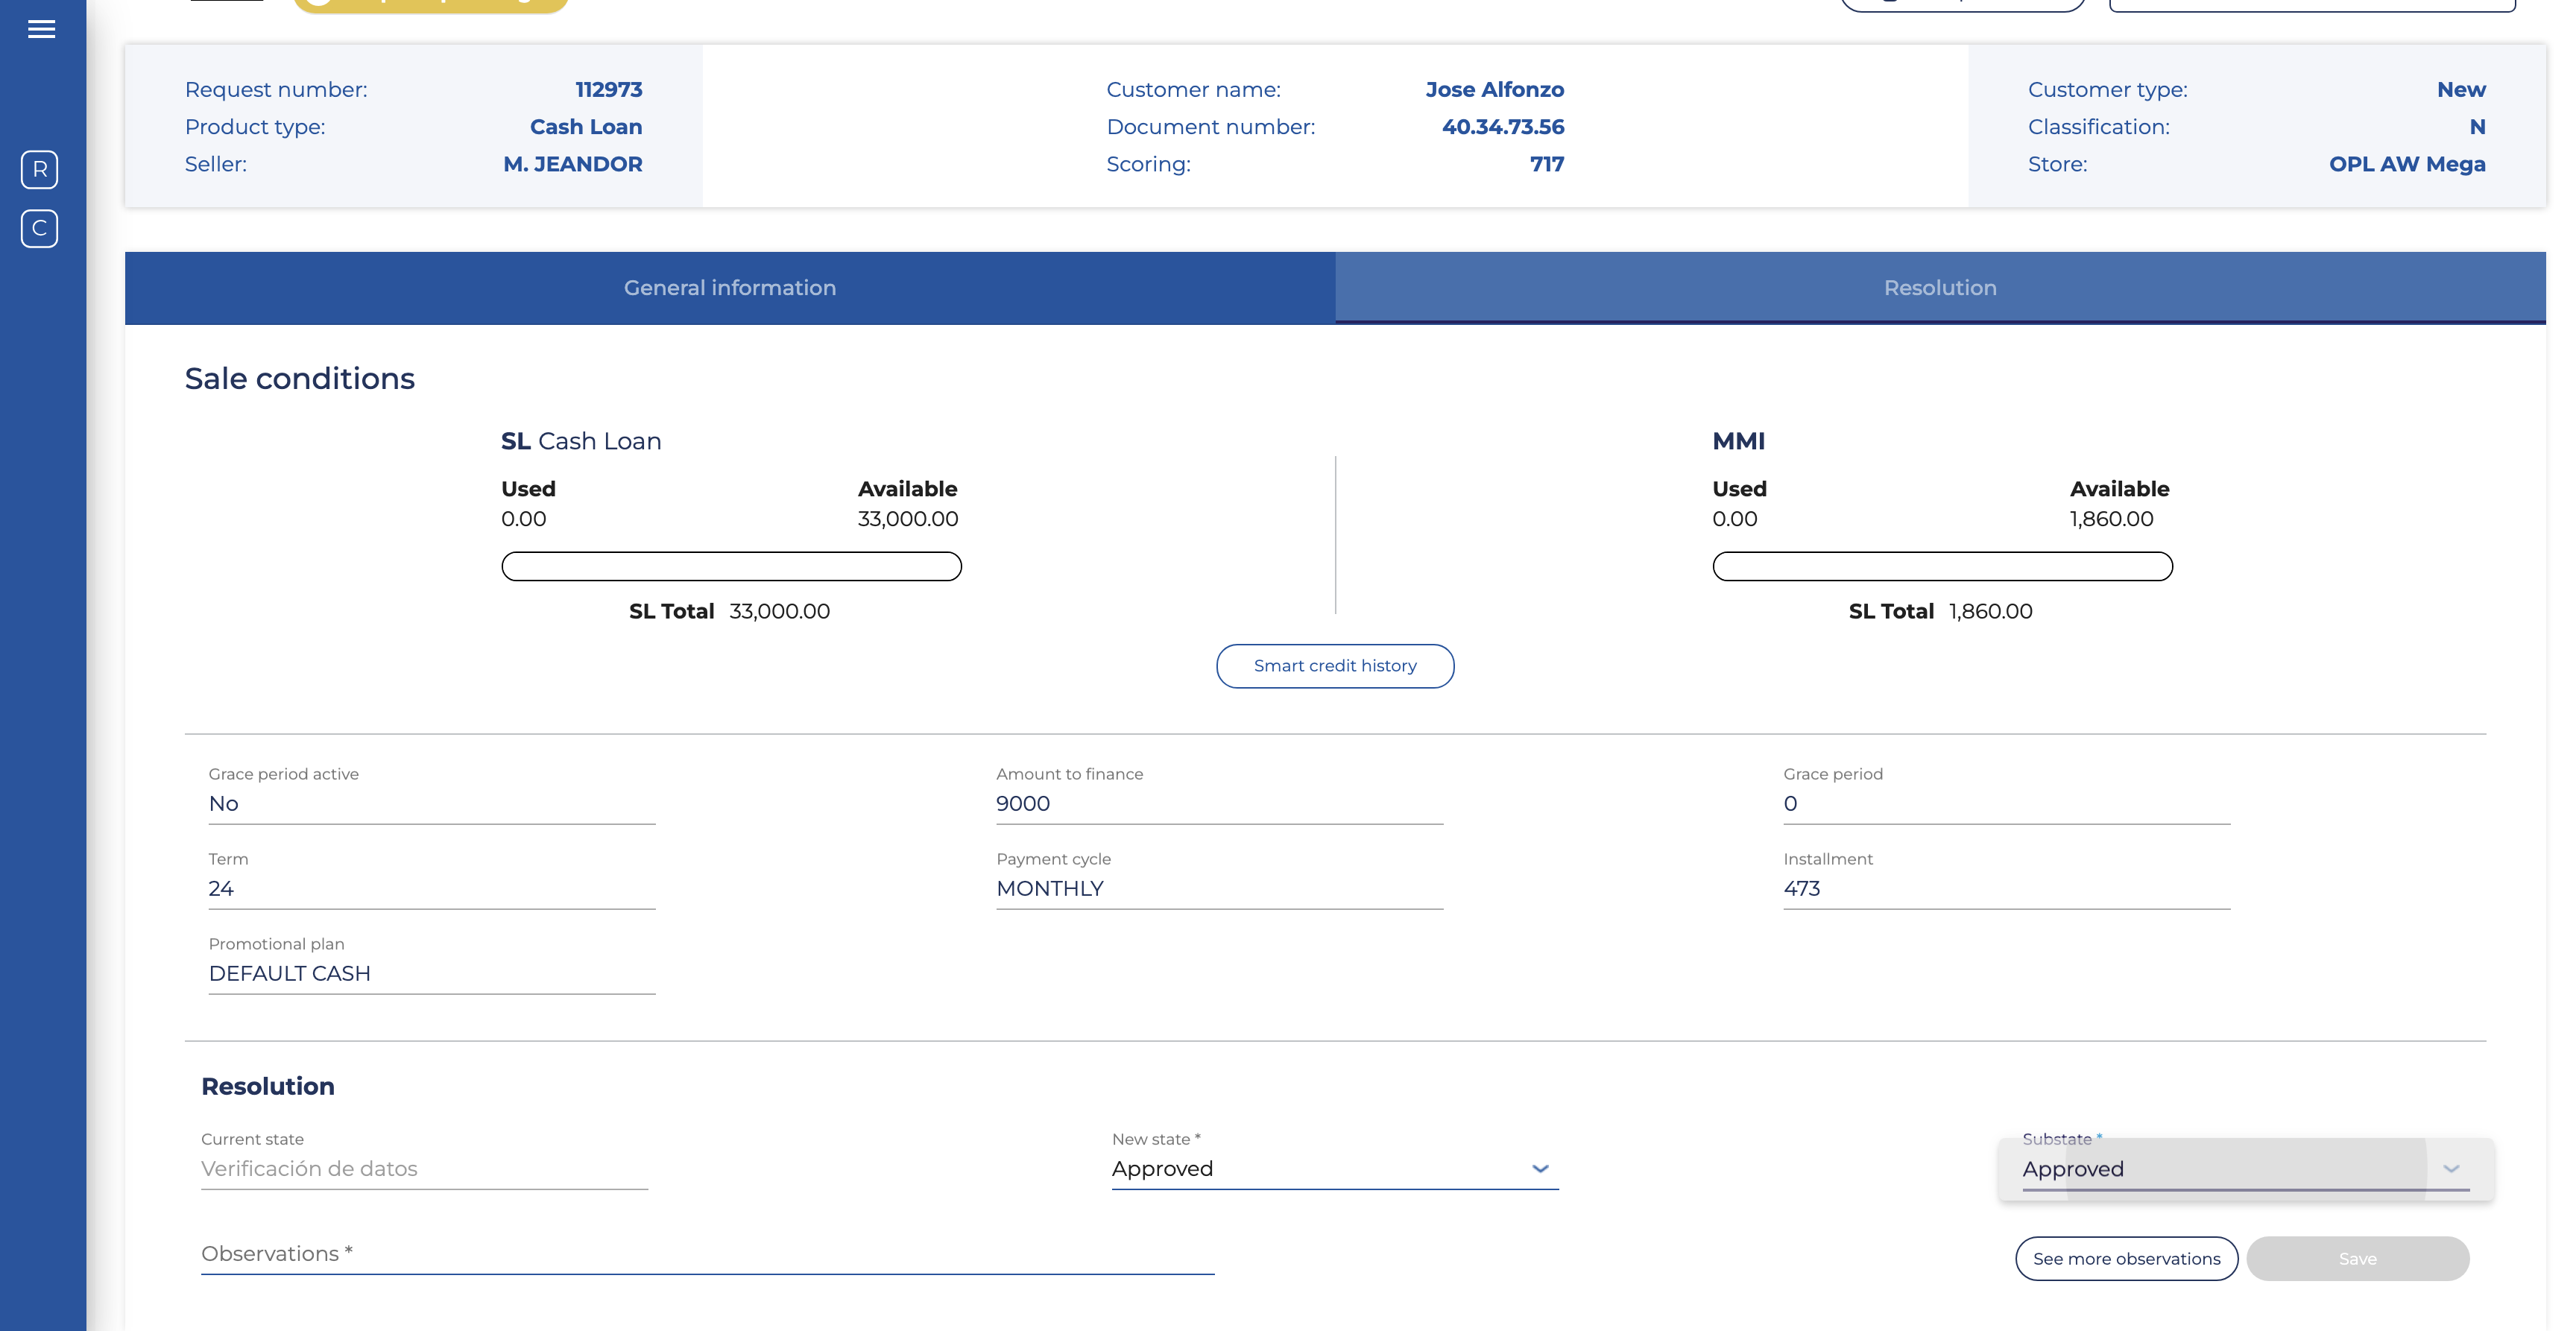 R
C
Request number: 112973
Product type: Cash Loan
Seller: M. JEANDOR
Customer name: Jose Alfonzo
Document number: 40.34.73.56
Scoring: 717
Customer type: New
Classification: N
Store: OPL AW Mega
General information
Resolution
Sale conditions
SL Cash Loan
Used Available
0.00 33,000.00
SL Total 33,000.00
MMI
Used Available
0.00 1,860.00
SL Total 1,860.00
Smart credit history
Grace period active
No
Amount to finance
9000
Grace period
0
Term
24
Payment cycle
MONTHLY
Installment
473
Promotional plan
DEFAULT CASH
Resolution
Current state
Verificación de datos
New state *
Approved
Substate *
Approved
Observations *
See more observations
Save